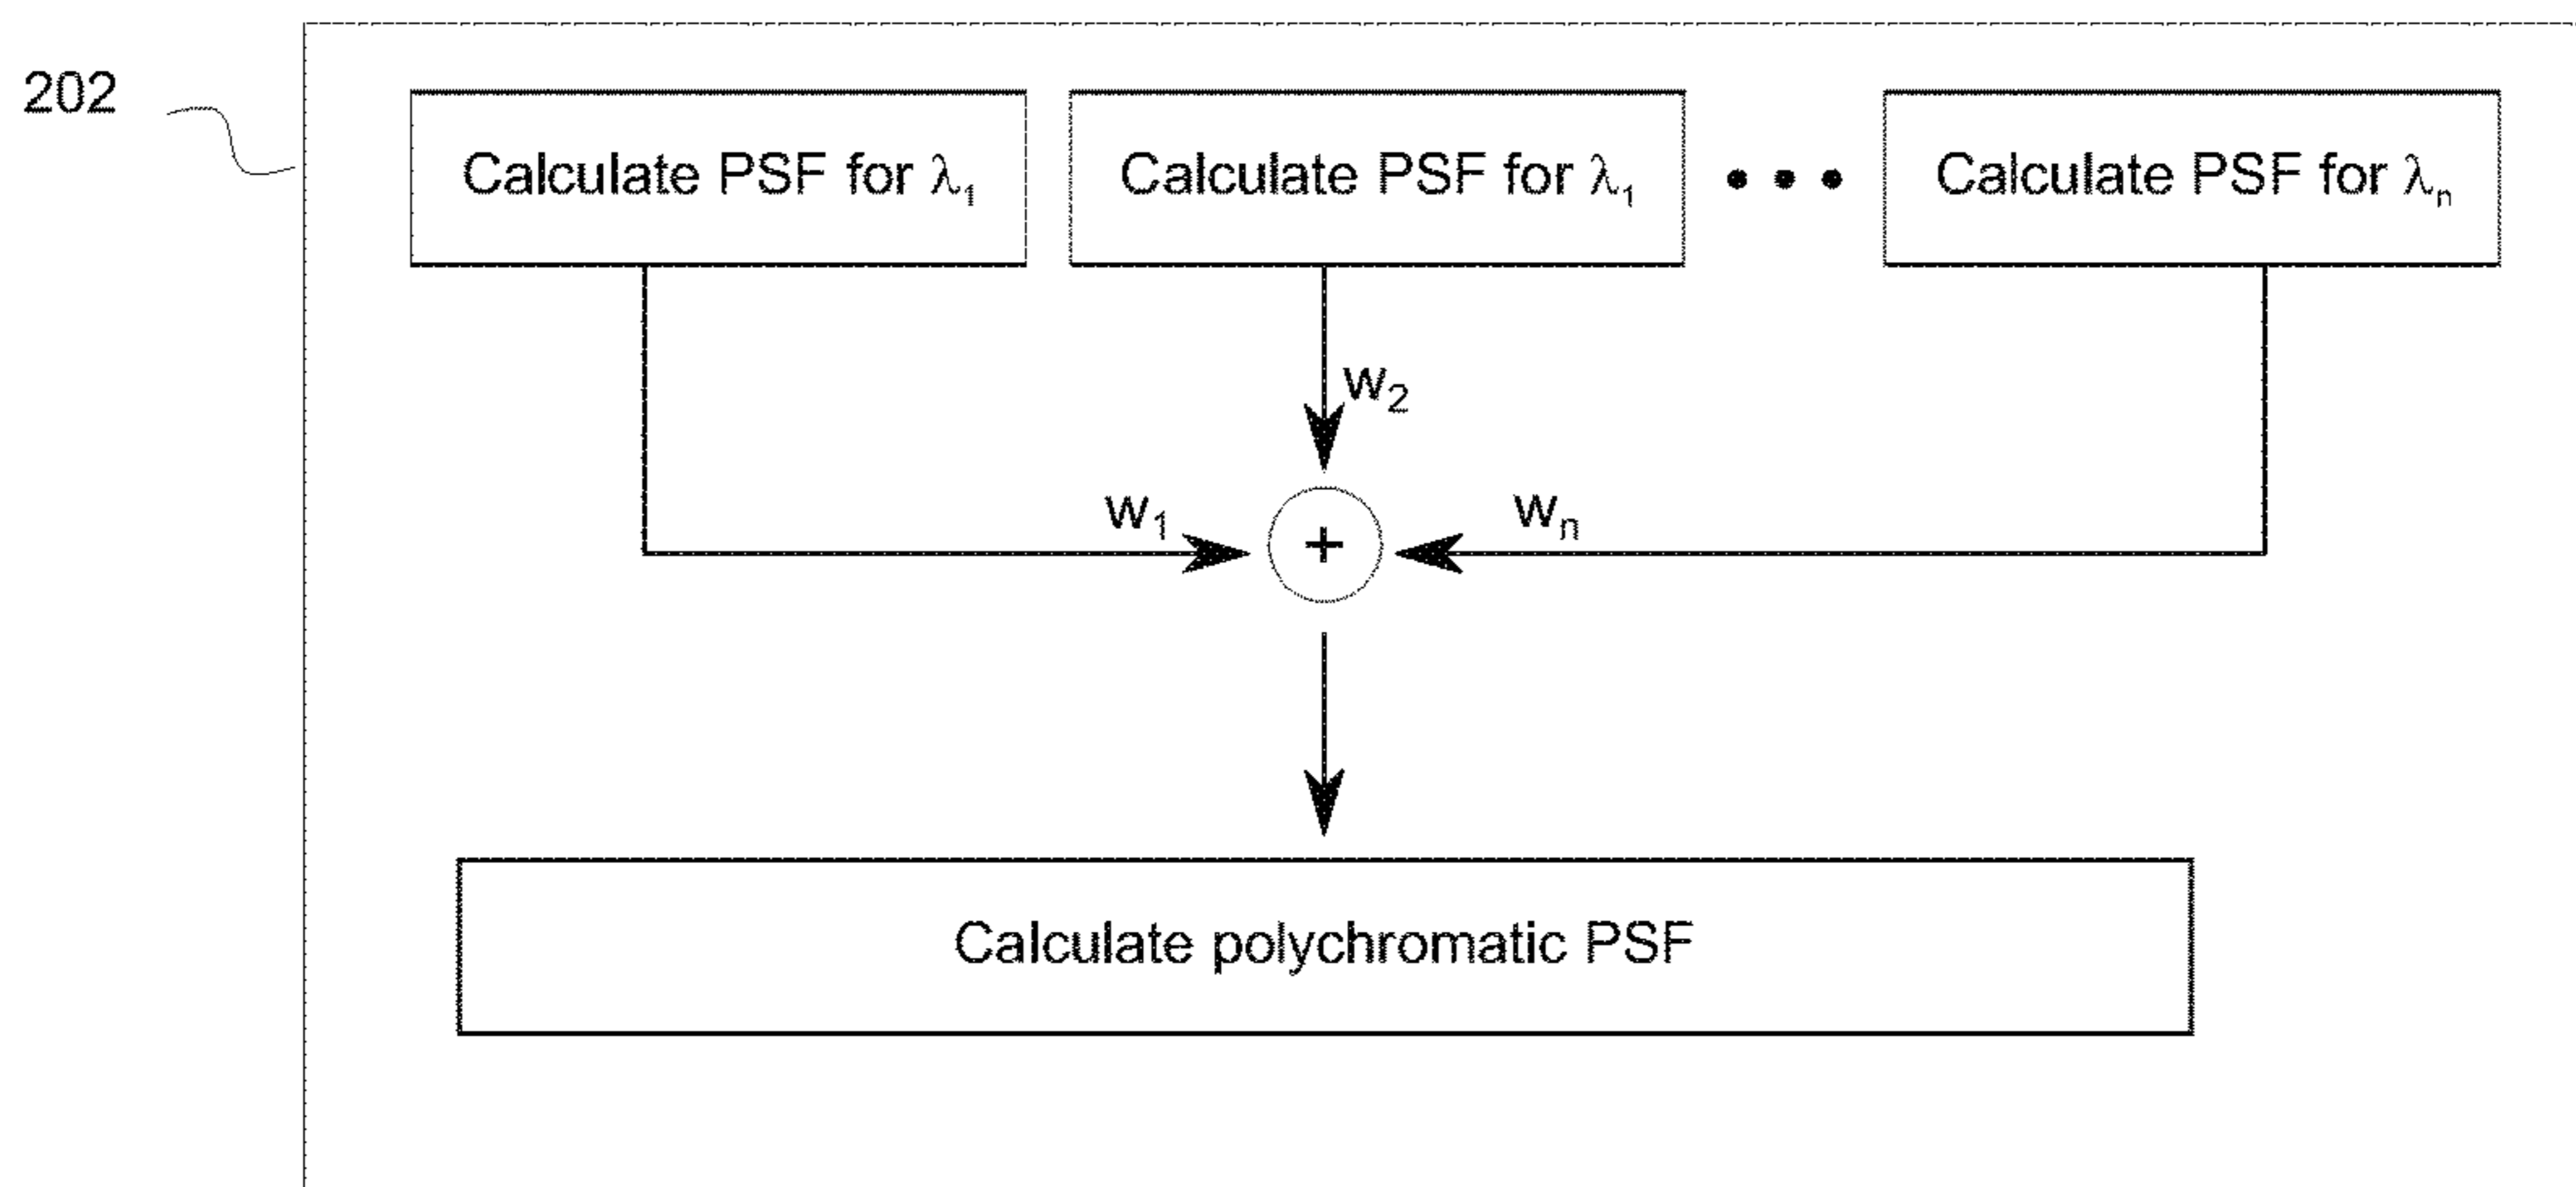 202
Calculate PSF for λ₁
Calculate PSF for λ₁
• • •
Calculate PSF for λₙ
w₂
w₁
+
wₙ
Calculate polychromatic PSF